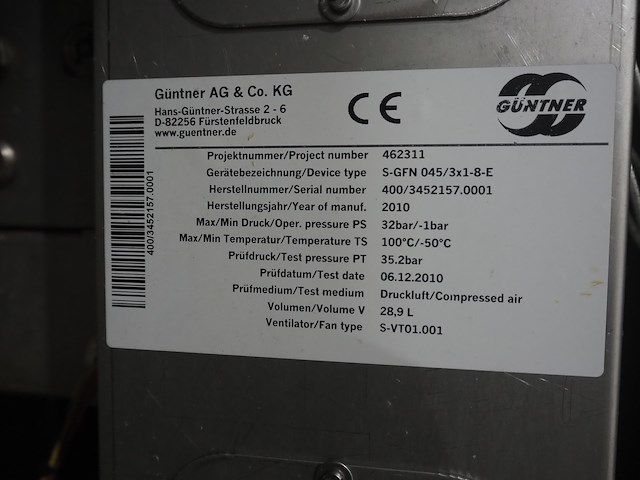 Güntner AG & Co. KG
Hans-Güntner-Strasse 2 - 6
D-82256 Fürstenfeldbruck
www.guentner.de
CE
GÜNTNER
400/3452157.0001
Projektnummer/Project number 462311
Gerätebezeichnung/Device type S-GFN 045/3x1-8-E
Herstellnummer/Serial number 400/3452157.0001
Herstellungsjahr/Year of manuf. 2010
Max/Min Druck/Oper. pressure PS 32bar/-1bar
Max/Min Temperatur/Temperature TS 100°C/-50°C
Prüfdruck/Test pressure PT 35.2bar
Prüfdatum/Test date 06.12.2010
Prüfmedium/Test medium Druckluft/Compressed air
Volumen/Volume V 28,9 L
Ventilator/Fan type S-VT01.001